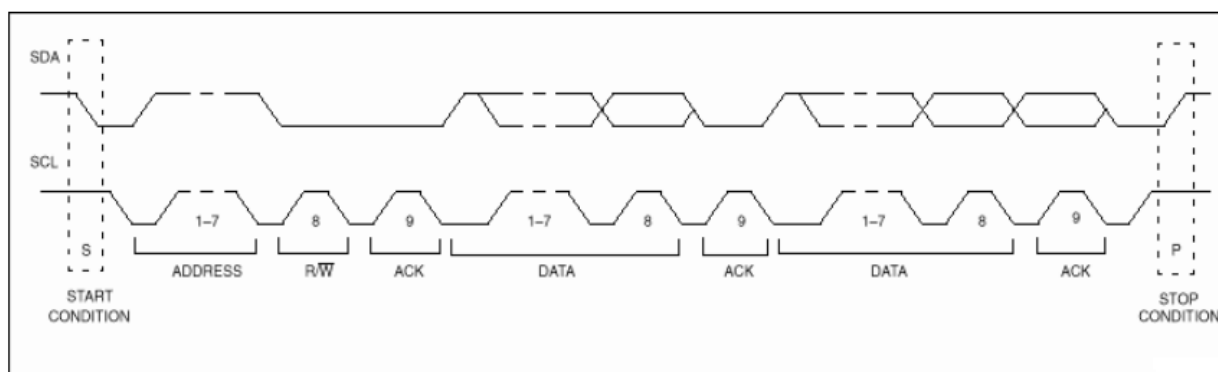 SDA
SCL
1–7 8 9 1–7 8 9 1–7 8 9
S P
ADDRESS R/W̅ ACK DATA ACK DATA ACK
START
CONDITION
STOP
CONDITION